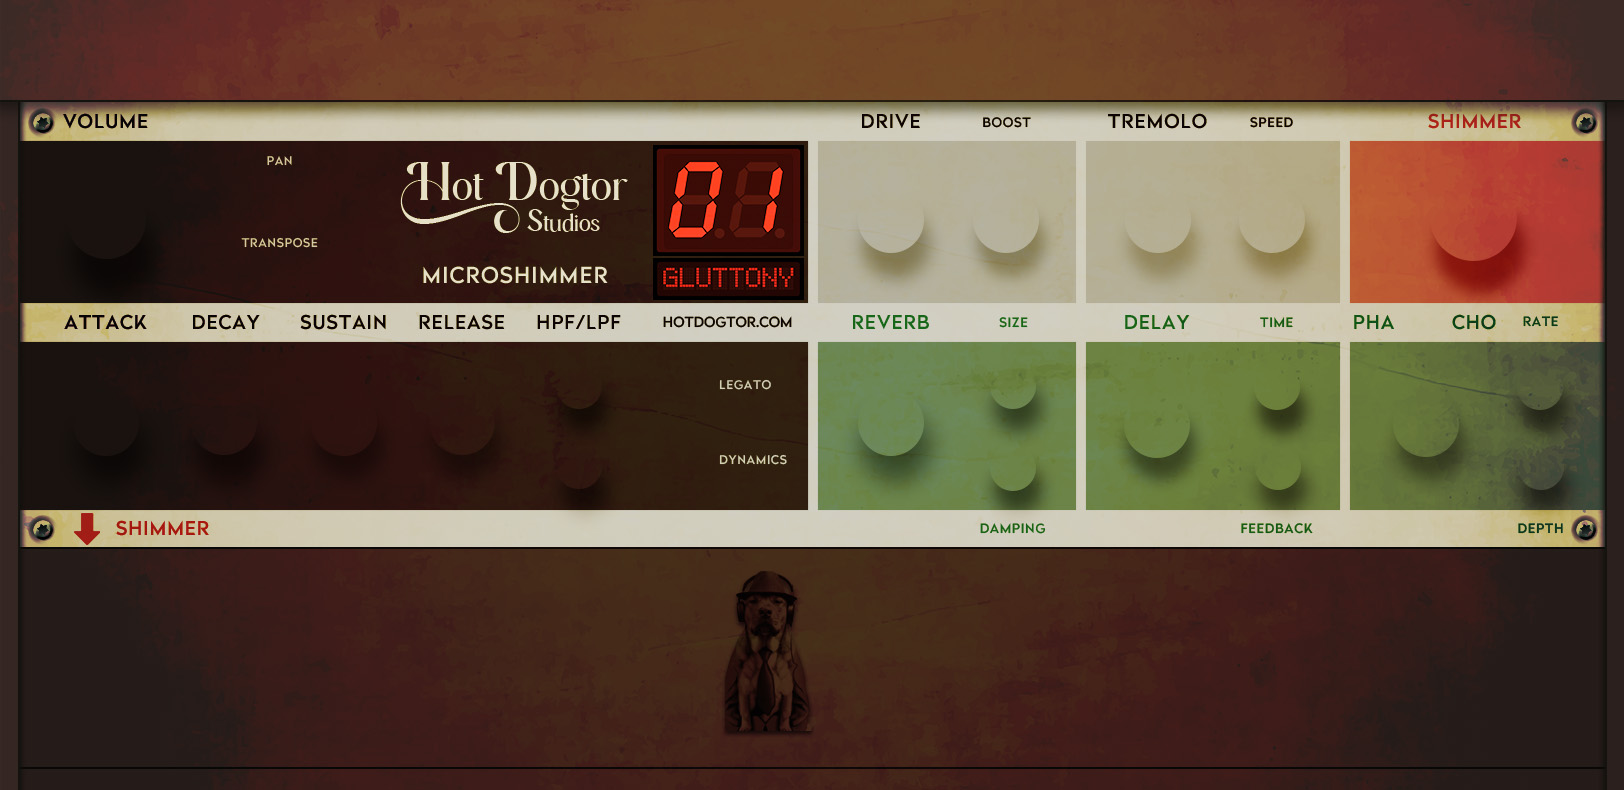 VOLUME DRIVE BOOST TREMOLO SPEED SHIMMER
PAN
Hot Dogtor
Studios
01
TRANSPOSE
MICROSHIMMER
GLUTTONY
ATTACK DECAY SUSTAIN RELEASE HPF/LPF HOTDOGTOR.COM REVERB SIZE DELAY TIME PHA CHO RATE
LEGATO
DYNAMICS
SHIMMER DAMPING FEEDBACK DEPTH